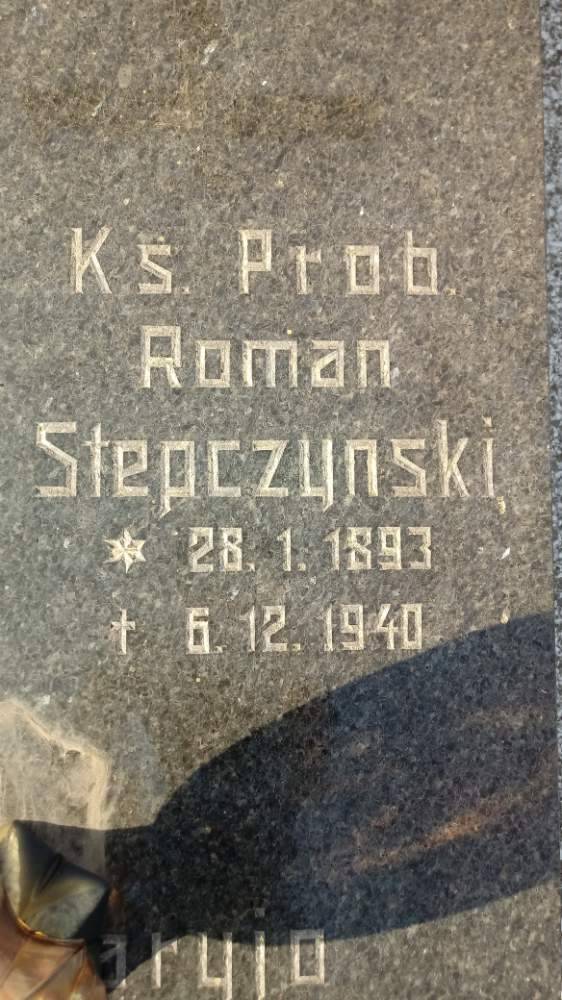 Ks. Prob.
Roman
Stepczynski
* 28. 1. 1893
† 6. 12. 1940